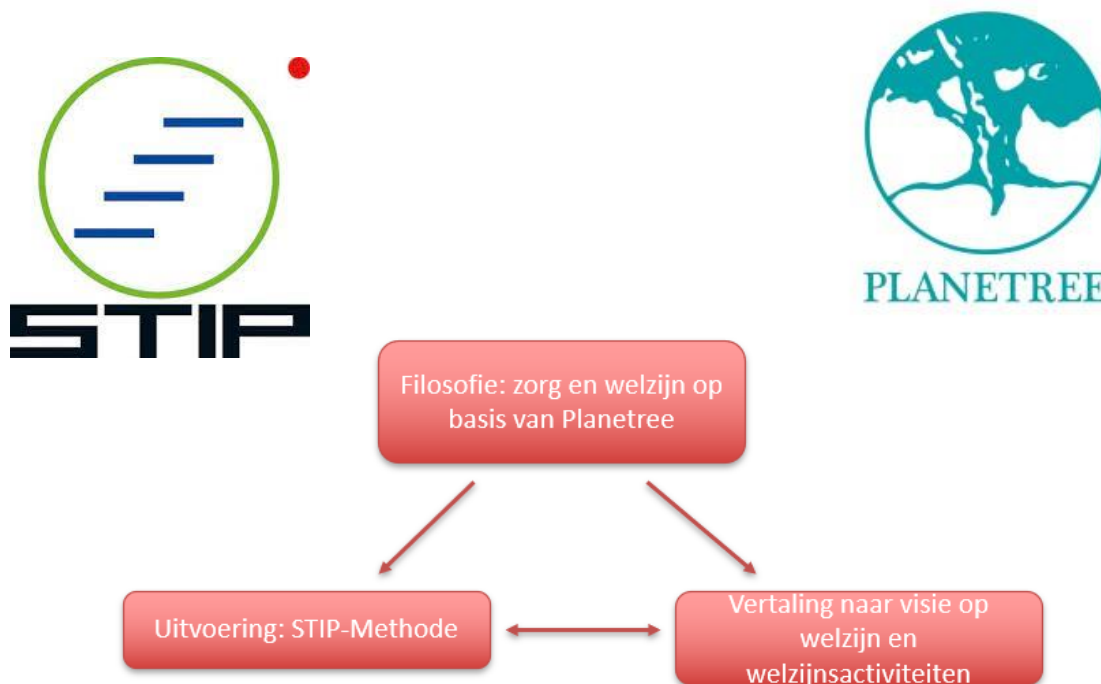 STIP
PLANETREE
Filosofie: zorg en welzijn op
basis van Planetree
Uitvoering: STIP-Methode
Vertaling naar visie op
welzijn en
welzijnsactiviteiten